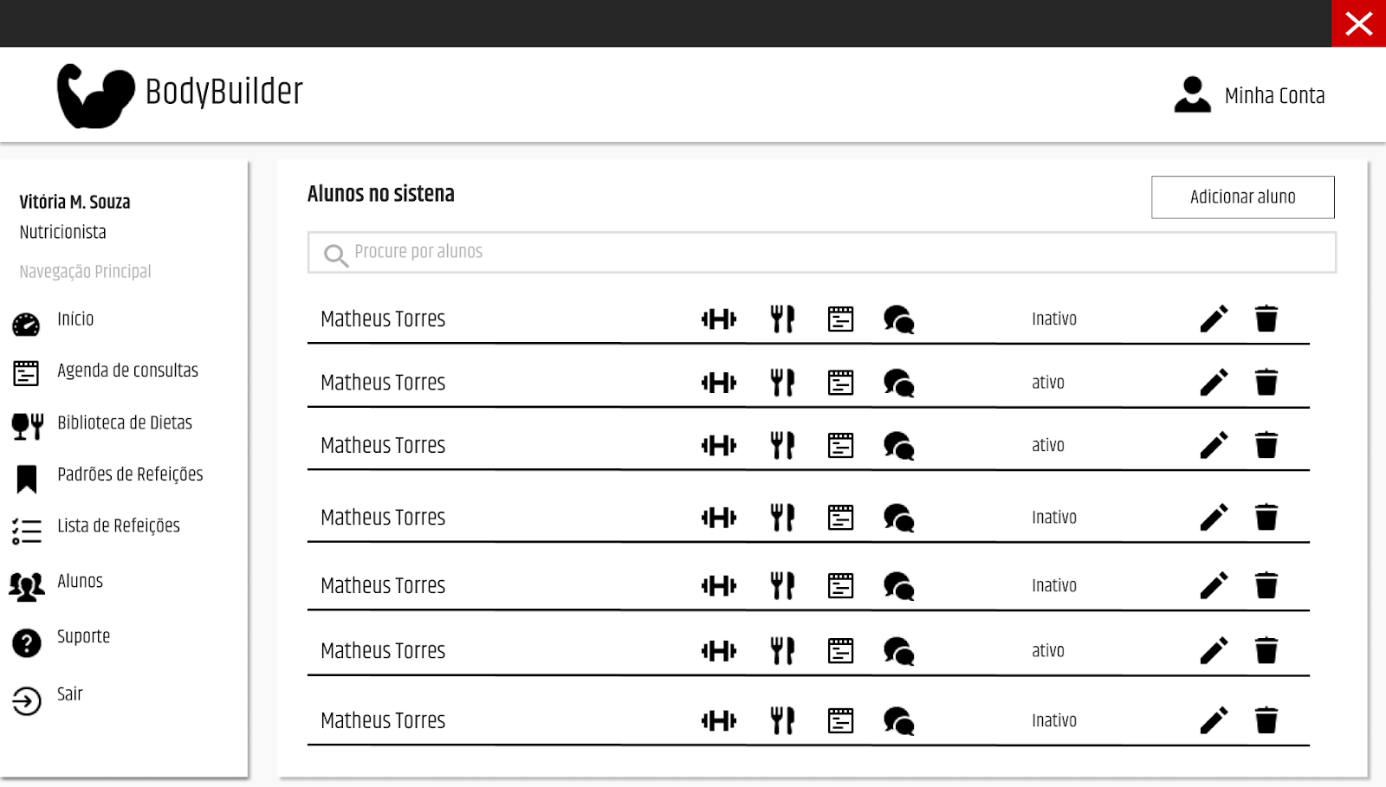 BodyBuilder
Minha Conta
Vitória M. Souza
Nutricionista
Navegação Principal
Início
Agenda de consultas
Biblioteca de Dietas
Padrões de Refeições
Lista de Refeições
Alunos
Suporte
Sair
Alunos no sistena
Adicionar aluno
Procure por alunos
Matheus Torres Inativo
Matheus Torres ativo
Matheus Torres ativo
Matheus Torres Inativo
Matheus Torres Inativo
Matheus Torres ativo
Matheus Torres Inativo